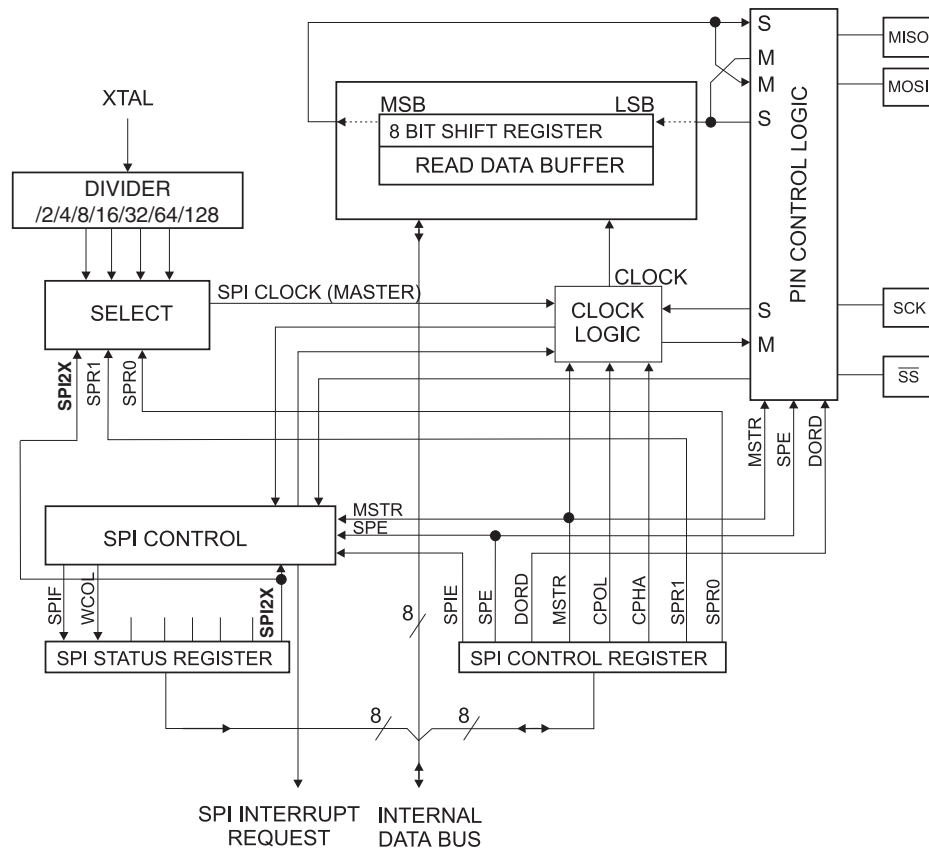 S
MISO
M
XTAL
MSB
LSB
M
MOSI
8 BIT SHIFT REGISTER
S
READ DATA BUFFER
DIVIDER
/2/4/8/16/32/64/128
PIN CONTROL LOGIC
CLOCK
SPI CLOCK (MASTER)
SELECT
CLOCK
LOGIC
S
SCK
M
SPI2X
SPR1
SPR0
SS
MSTR
SPE
DORD
MSTR
SPE
SPI CONTROL
SPIF
WCOL
SPI2X
8
SPIE
SPE
DORD
MSTR
CPOL
CPHA
SPR1
SPR0
SPI STATUS REGISTER
SPI CONTROL REGISTER
8
8
SPI INTERRUPT
REQUEST
INTERNAL
DATA BUS